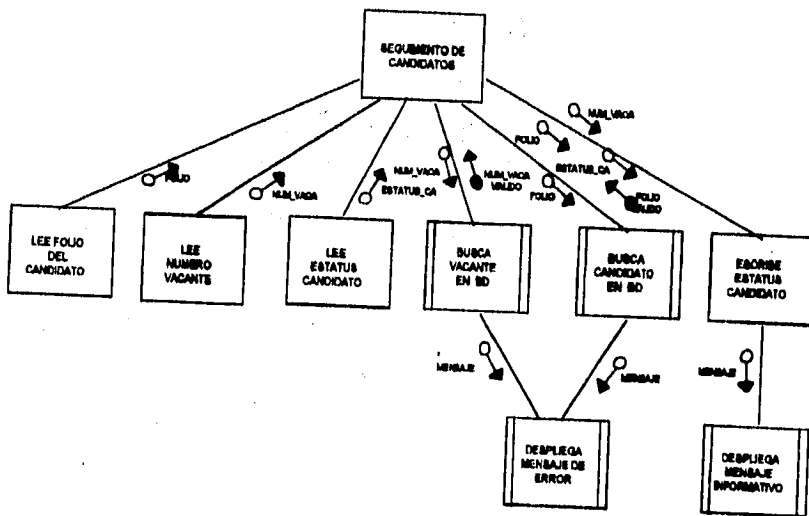 SEGUIMIENTO DE
CANDIDATOS
NUM_VACA
FOLIO
ESTATUS_CA
FOLIO
NUM_VACA
ESTATUS_CA
NUM_VACA
VALIDO
FOLIO
FOLIO
VALIDO
NUM_VACA
LEE FOLIO
DEL
CANDIDATO
LEE
NUMERO
VACANTE
LEE
ESTATUS
CANDIDATO
BUSCA
VACANTE
EN BD
BUSCA
CANDIDATO
EN BD
ESCRIBE
ESTATUS
CANDIDATO
MENSAJE
MENSAJE
MENSAJE
DESPLIEGA
MENSAJE DE
ERROR
DESPLIEGA
MENSAJE
INFORMATIVO